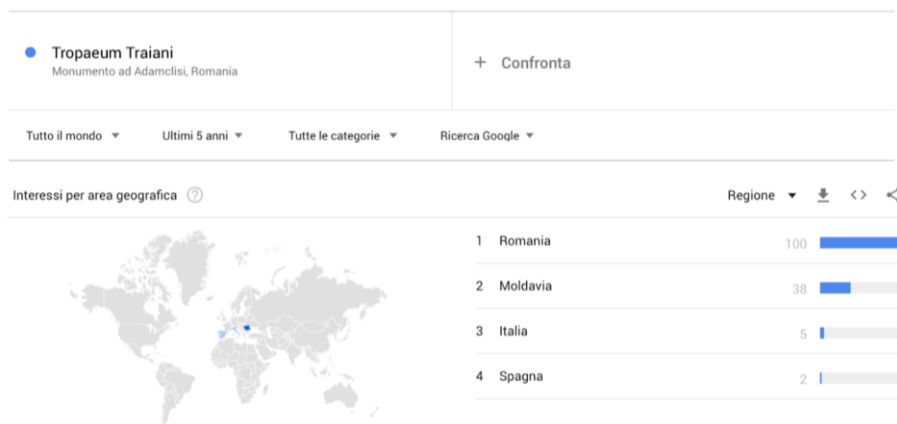 Tropaeum Traiani
Monumento ad Adamclisi, Romania
+ Confronta
Tutto il mondo
Ultimi 5 anni
Tutte le categorie
Ricerca Google
Interessi per area geografica ?
Regione
1 Romania 100
2 Moldavia 38
3 Italia 5
4 Spagna 2